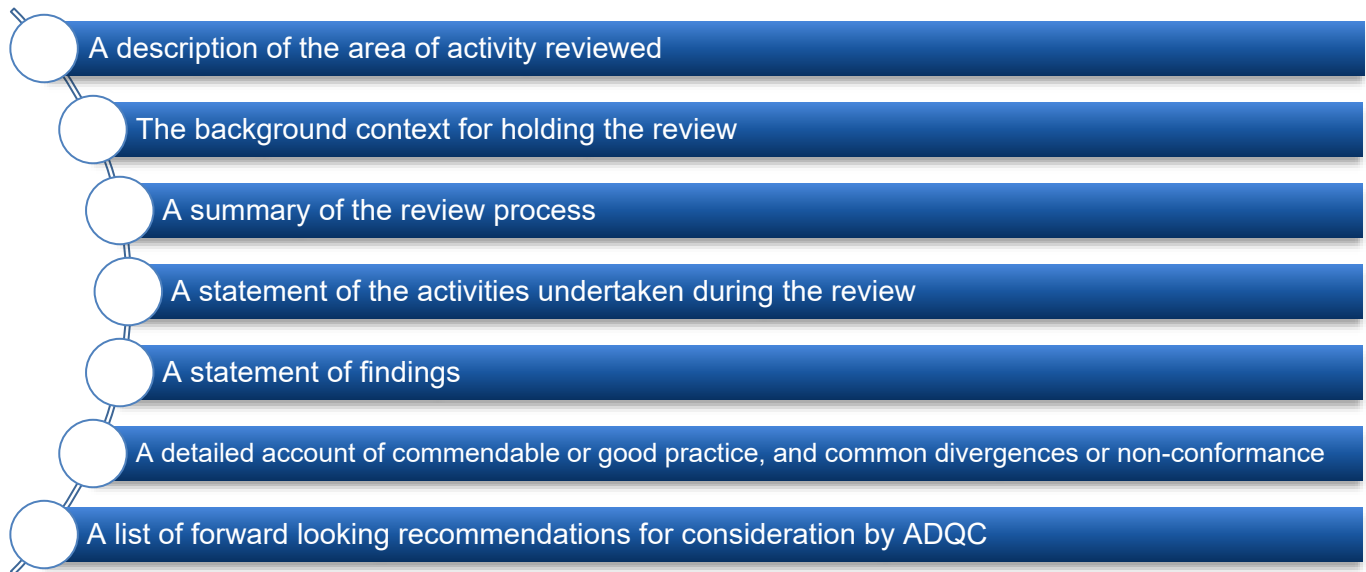 A description of the area of activity reviewed
The background context for holding the review
A summary of the review process
A statement of the activities undertaken during the review
A statement of findings
A detailed account of commendable or good practice, and common divergences or non-conformance
A list of forward looking recommendations for consideration by ADQC